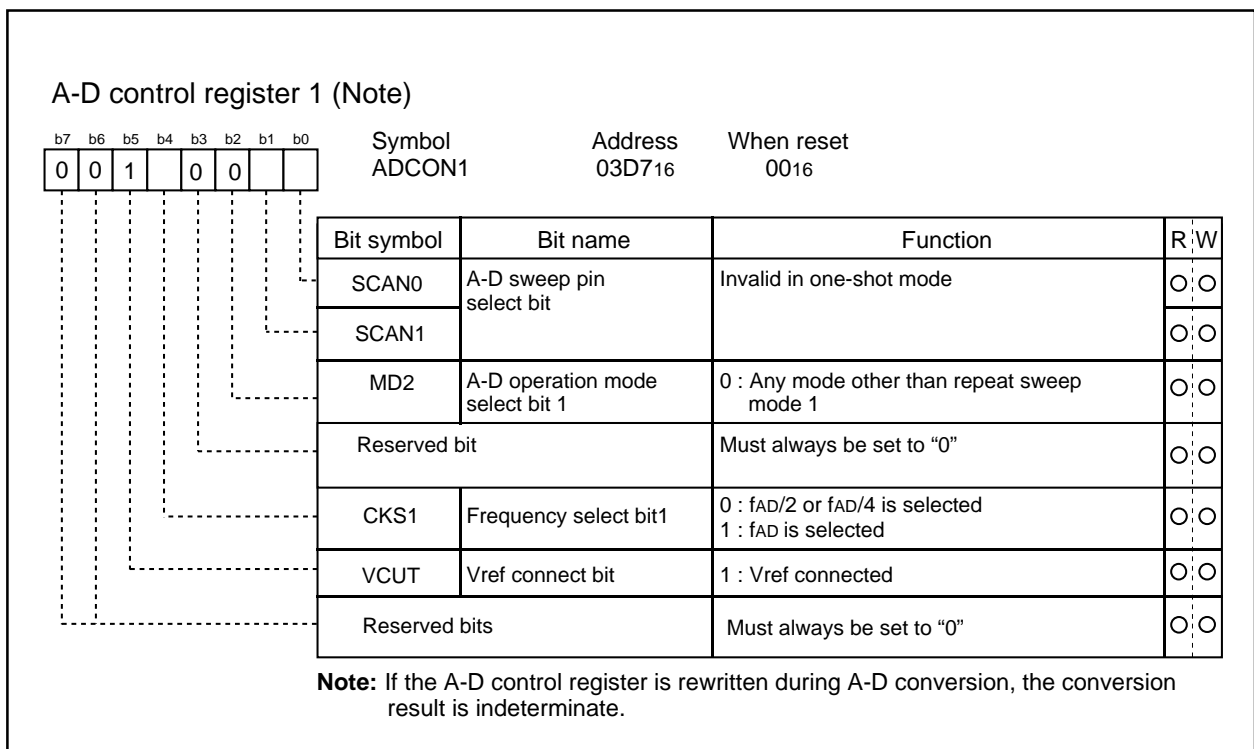 A-D control register 1 (Note)
b7 b6 b5 b4 b3 b2 b1 b0
0 0 1 0 0
Symbol Address When reset
ADCON1 03D716 0016
Bit symbol Bit name Function R W
SCAN0 A-D sweep pin select bit Invalid in one-shot mode
SCAN1
MD2 A-D operation mode select bit 1 0 : Any mode other than repeat sweep mode 1
Reserved bit Must always be set to “0”
CKS1 Frequency select bit1 0 : fAD/2 or fAD/4 is selected
1 : fAD is selected
VCUT Vref connect bit 1 : Vref connected
Reserved bits Must always be set to “0”
Note: If the A-D control register is rewritten during A-D conversion, the conversion
result is indeterminate.